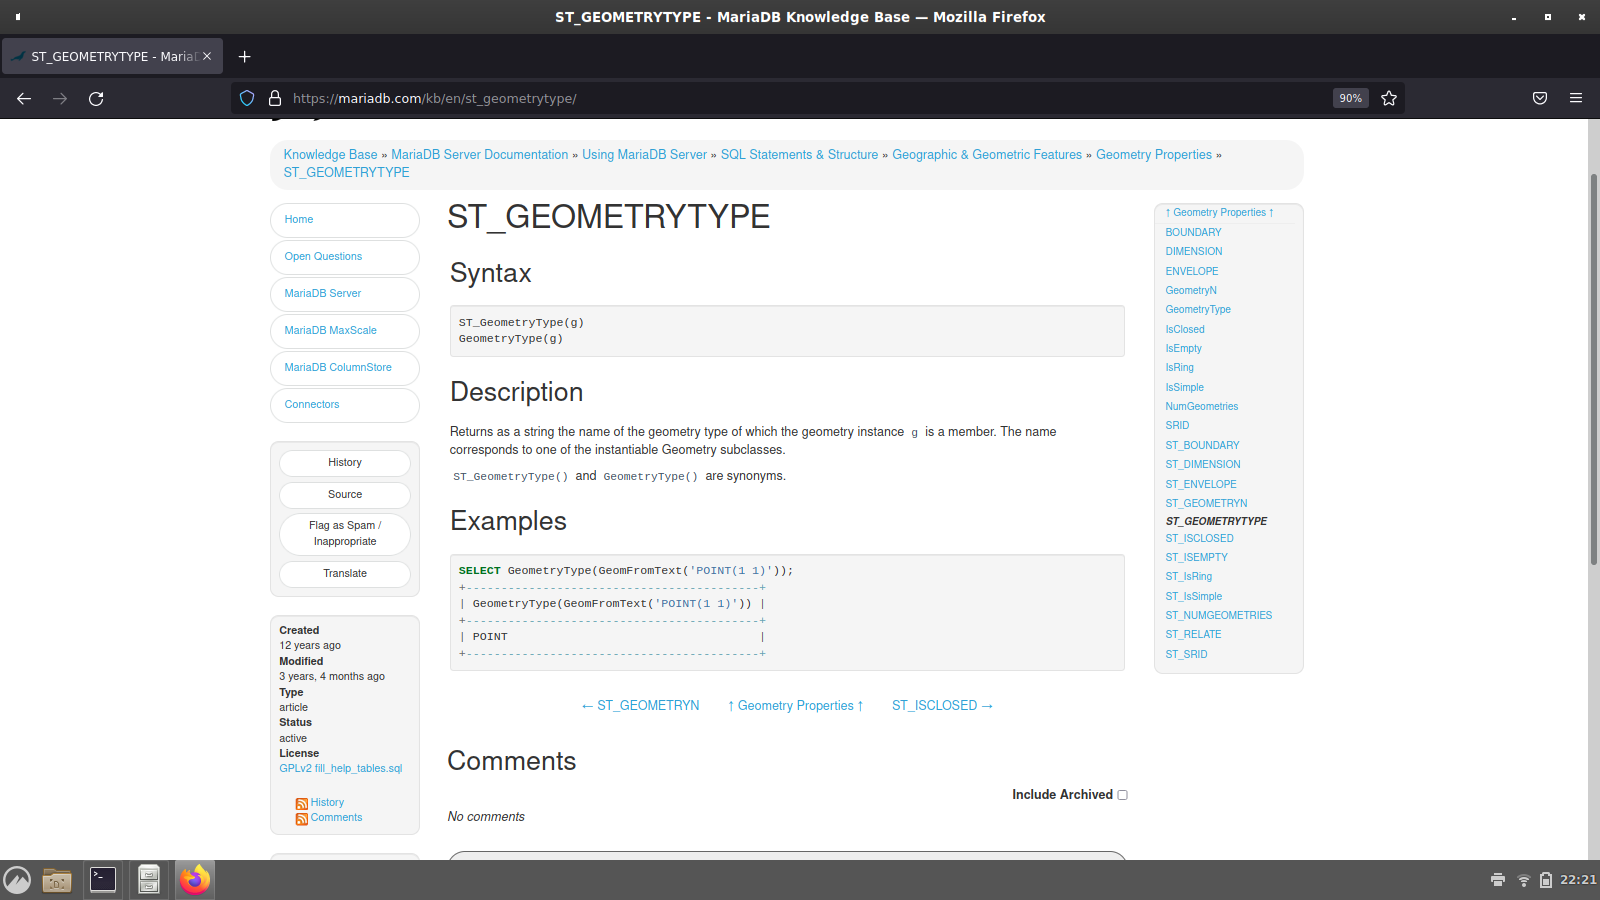 ST_GEOMETRYTYPE - MariaDB Knowledge Base — Mozilla Firefox
ST_GEOMETRYTYPE - Maria
https://mariadb.com/kb/en/st_geometrytype/
90%
Knowledge Base » MariaDB Server Documentation » Using MariaDB Server » SQL Statements & Structure » Geographic & Geometric Features » Geometry Properties »
ST_GEOMETRYTYPE
Home
Open Questions
MariaDB Server
MariaDB MaxScale
MariaDB ColumnStore
Connectors
History
Source
Flag as Spam /
Inappropriate
Translate
Created
12 years ago
Modified
3 years, 4 months ago
Type
article
Status
active
License
GPLv2 fill_help_tables.sql
History
Comments
ST_GEOMETRYTYPE
Syntax
ST_GeometryType(g)
GeometryType(g)
Description
Returns as a string the name of the geometry type of which the geometry instance g is a member. The name
corresponds to one of the instantiable Geometry subclasses.
ST_GeometryType() and GeometryType() are synonyms.
Examples
SELECT GeometryType(GeomFromText('POINT(1 1)'));
+------------------------------------------+
| GeometryType(GeomFromText('POINT(1 1)')) |
+------------------------------------------+
| POINT                                    |
+------------------------------------------+
← ST_GEOMETRYN ↑ Geometry Properties ↑ ST_ISCLOSED →
Comments
Include Archived
No comments
↑ Geometry Properties ↑
BOUNDARY
DIMENSION
ENVELOPE
GeometryN
GeometryType
IsClosed
IsEmpty
IsRing
IsSimple
NumGeometries
SRID
ST_BOUNDARY
ST_DIMENSION
ST_ENVELOPE
ST_GEOMETRYN
ST_GEOMETRYTYPE
ST_ISCLOSED
ST_ISEMPTY
ST_IsRing
ST_IsSimple
ST_NUMGEOMETRIES
ST_RELATE
ST_SRID
22:21